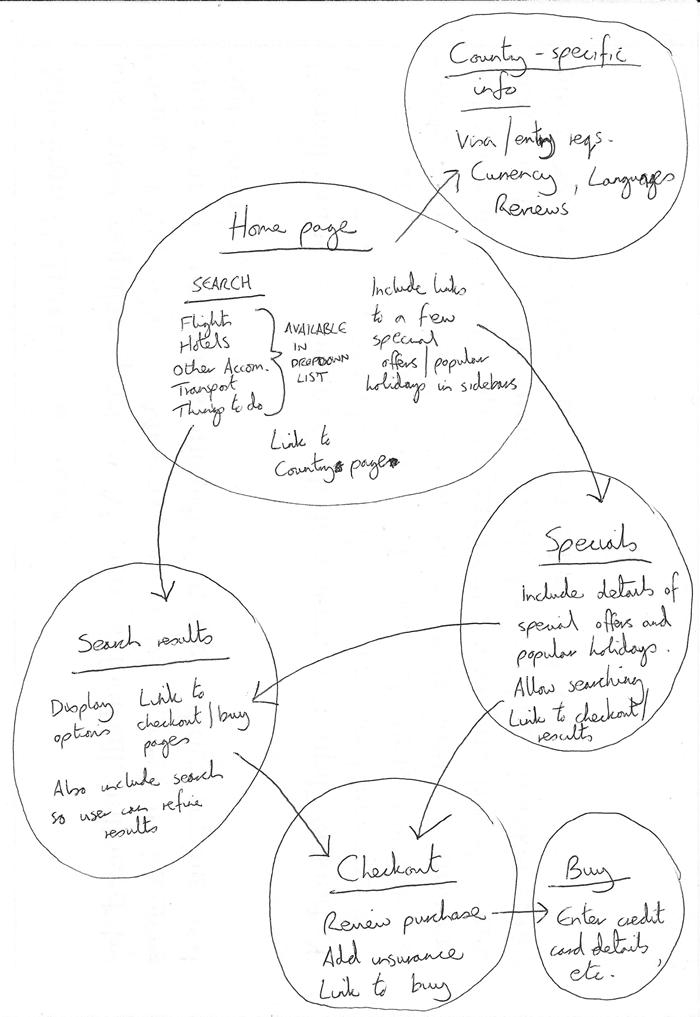 Country-specific
info
Visa/entry reqs.
Currency, Languages
Reviews
Home page
SEARCH
Flights
Hotels
Other Accom.
Transport
Things to do
AVAILABLE
IN
DROPDOWN
LIST
Include links
to a few
special
offers/popular
holidays in sidebars
Link to
Country page
Specials
Include details of
special offers and
popular holidays.
Allow searching
Link to checkout/
results
Search results
Display
options
Link to
checkout/buy
pages
Also include search
so user can refine
results
Checkout
Review purchase
Add insurance
Link to buy
Buy
Enter credit
card details,
etc.